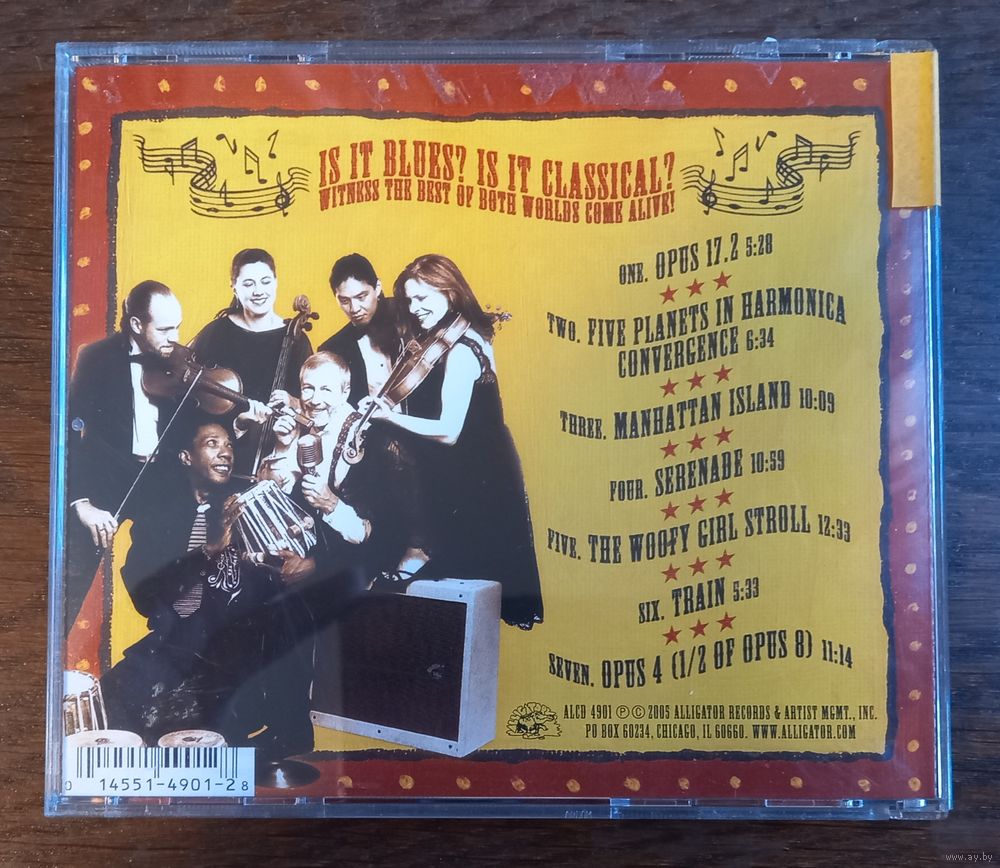 IS IT BLUES? IS IT CLASSICAL?
WITNESS THE BEST OF BOTH WORLDS COME ALIVE!
ONE. OPUS 17.2 5:28
TWO. FIVE PLANETS IN HARMONICA
CONVERGENCE 6:34
THREE. MANHATTAN ISLAND 10:09
FOUR. SERENADE 10:59
FIVE. THE WOOFY GIRL STROLL 12:33
SIX. TRAIN 5:33
SEVEN. OPUS 4 (1/2 OF OPUS 8) 11:14
ALCD 4901 ℗ © 2005 ALLIGATOR RECORDS & ARTIST MGMT., INC.
PO BOX 60234, CHICAGO, IL 60660. WWW.ALLIGATOR.COM
0 14551-4901-2 8
www.ay.by